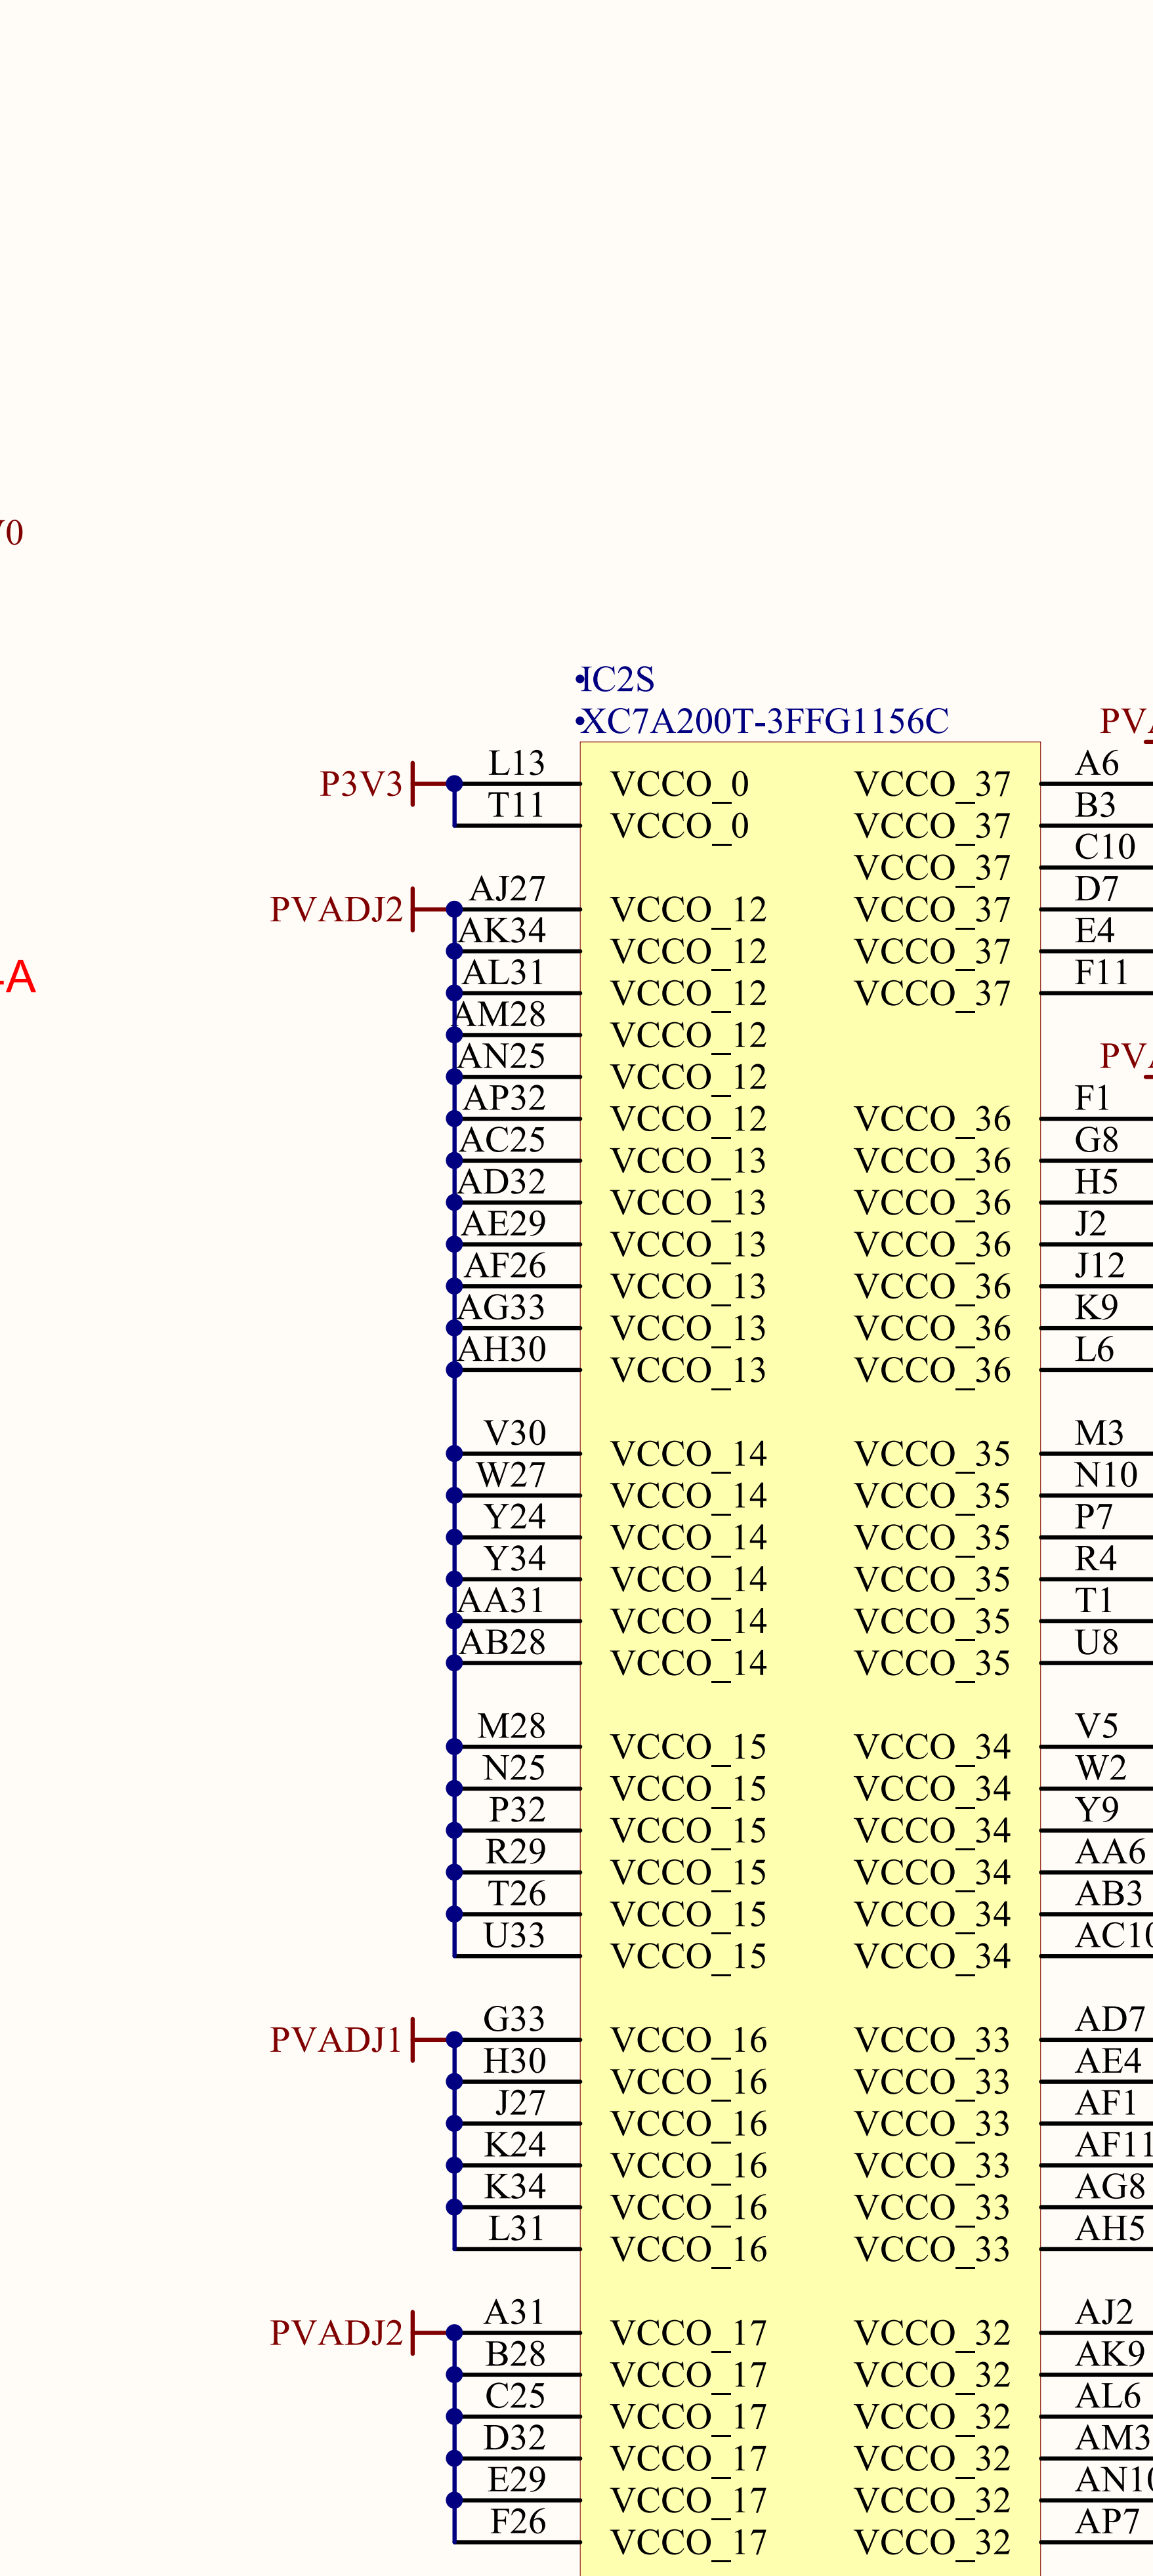 IC2S
XC7A200T-3FFG1156C
L13 VCCO_0 VCCO_37 A6
P3V3
T11 VCCO_0 VCCO_37 B3
VCCO_37 C10
PVADJ2
AJ27 VCCO_12 VCCO_37 D7
AK34 VCCO_12 VCCO_37 E4
AL31 VCCO_12 VCCO_37 F11
AM28 VCCO_12
AN25 VCCO_12
AP32 VCCO_12 VCCO_36 F1
AC25 VCCO_13 VCCO_36 G8
AD32 VCCO_13 VCCO_36 H5
AE29 VCCO_13 VCCO_36 J2
AF26 VCCO_13 VCCO_36 J12
AG33 VCCO_13 VCCO_36 K9
AH30 VCCO_13 VCCO_36 L6
V30 VCCO_14 VCCO_35 M3
W27 VCCO_14 VCCO_35 N10
Y24 VCCO_14 VCCO_35 P7
Y34 VCCO_14 VCCO_35 R4
AA31 VCCO_14 VCCO_35 T1
AB28 VCCO_14 VCCO_35 U8
M28 VCCO_15 VCCO_34 V5
N25 VCCO_15 VCCO_34 W2
P32 VCCO_15 VCCO_34 Y9
R29 VCCO_15 VCCO_34 AA6
T26 VCCO_15 VCCO_34 AB3
U33 VCCO_15 VCCO_34 AC10
PVADJ1
G33 VCCO_16 VCCO_33 AD7
H30 VCCO_16 VCCO_33 AE4
J27 VCCO_16 VCCO_33 AF1
K24 VCCO_16 VCCO_33 AF11
K34 VCCO_16 VCCO_33 AG8
L31 VCCO_16 VCCO_33 AH5
PVADJ2
A31 VCCO_17 VCCO_32 AJ2
B28 VCCO_17 VCCO_32 AK9
C25 VCCO_17 VCCO_32 AL6
D32 VCCO_17 VCCO_32 AM3
E29 VCCO_17 VCCO_32 AN10
F26 VCCO_17 VCCO_32 AP7